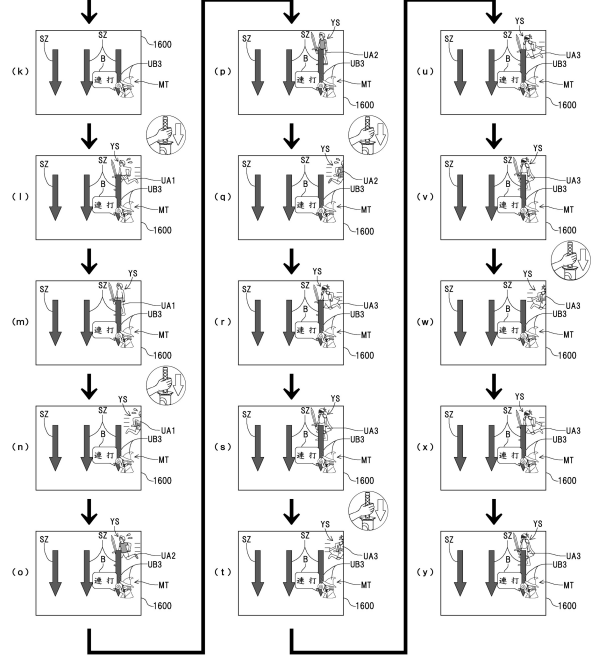 (k)
SZ
SZ
1600
B
UB3
連打
MT
(l)
YS
SZ
SZ
UA1
B
UB3
連打
MT
1600
(m)
YS
SZ
SZ
UA1
B
UB3
連打
MT
1600
(n)
YS
SZ
SZ
UA1
B
UB3
連打
MT
1600
(o)
YS
SZ
SZ
UA2
B
UB3
連打
MT
1600
(p)
YS
SZ
SZ
UA2
B
UB3
連打
MT
1600
(q)
YS
SZ
SZ
UA2
B
UB3
連打
MT
1600
(r)
YS
SZ
SZ
UA3
B
UB3
連打
MT
1600
(s)
YS
SZ
SZ
UA3
B
UB3
連打
MT
1600
(t)
YS
SZ
SZ
UA3
B
UB3
連打
MT
1600
(u)
YS
SZ
SZ
UA3
B
UB3
連打
MT
1600
(v)
YS
SZ
SZ
UA3
B
UB3
連打
MT
1600
(w)
YS
SZ
SZ
UA3
B
UB3
連打
MT
1600
(x)
YS
SZ
SZ
UA3
B
UB3
連打
MT
1600
(y)
YS
SZ
SZ
UA3
B
UB3
連打
MT
1600